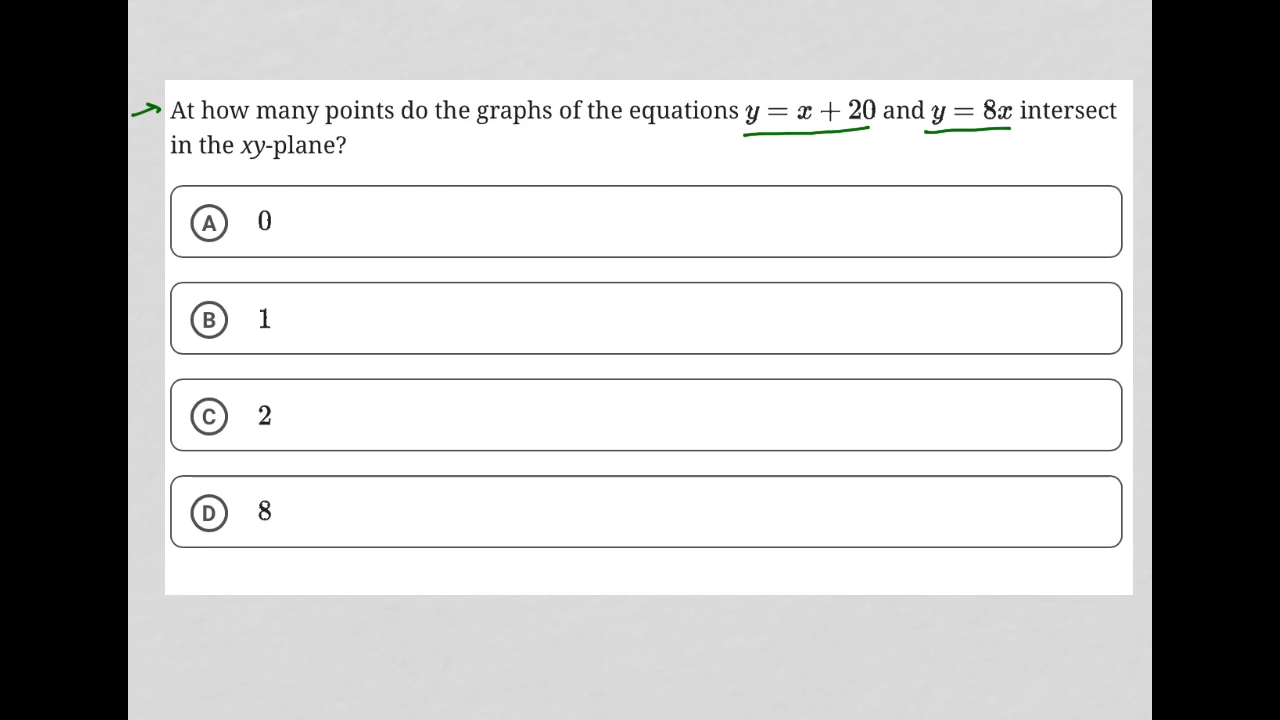 At how many points do the graphs of the equations y = x + 20 and y = 8x intersect
in the xy-plane?
A 0
B 1
C 2
D 8